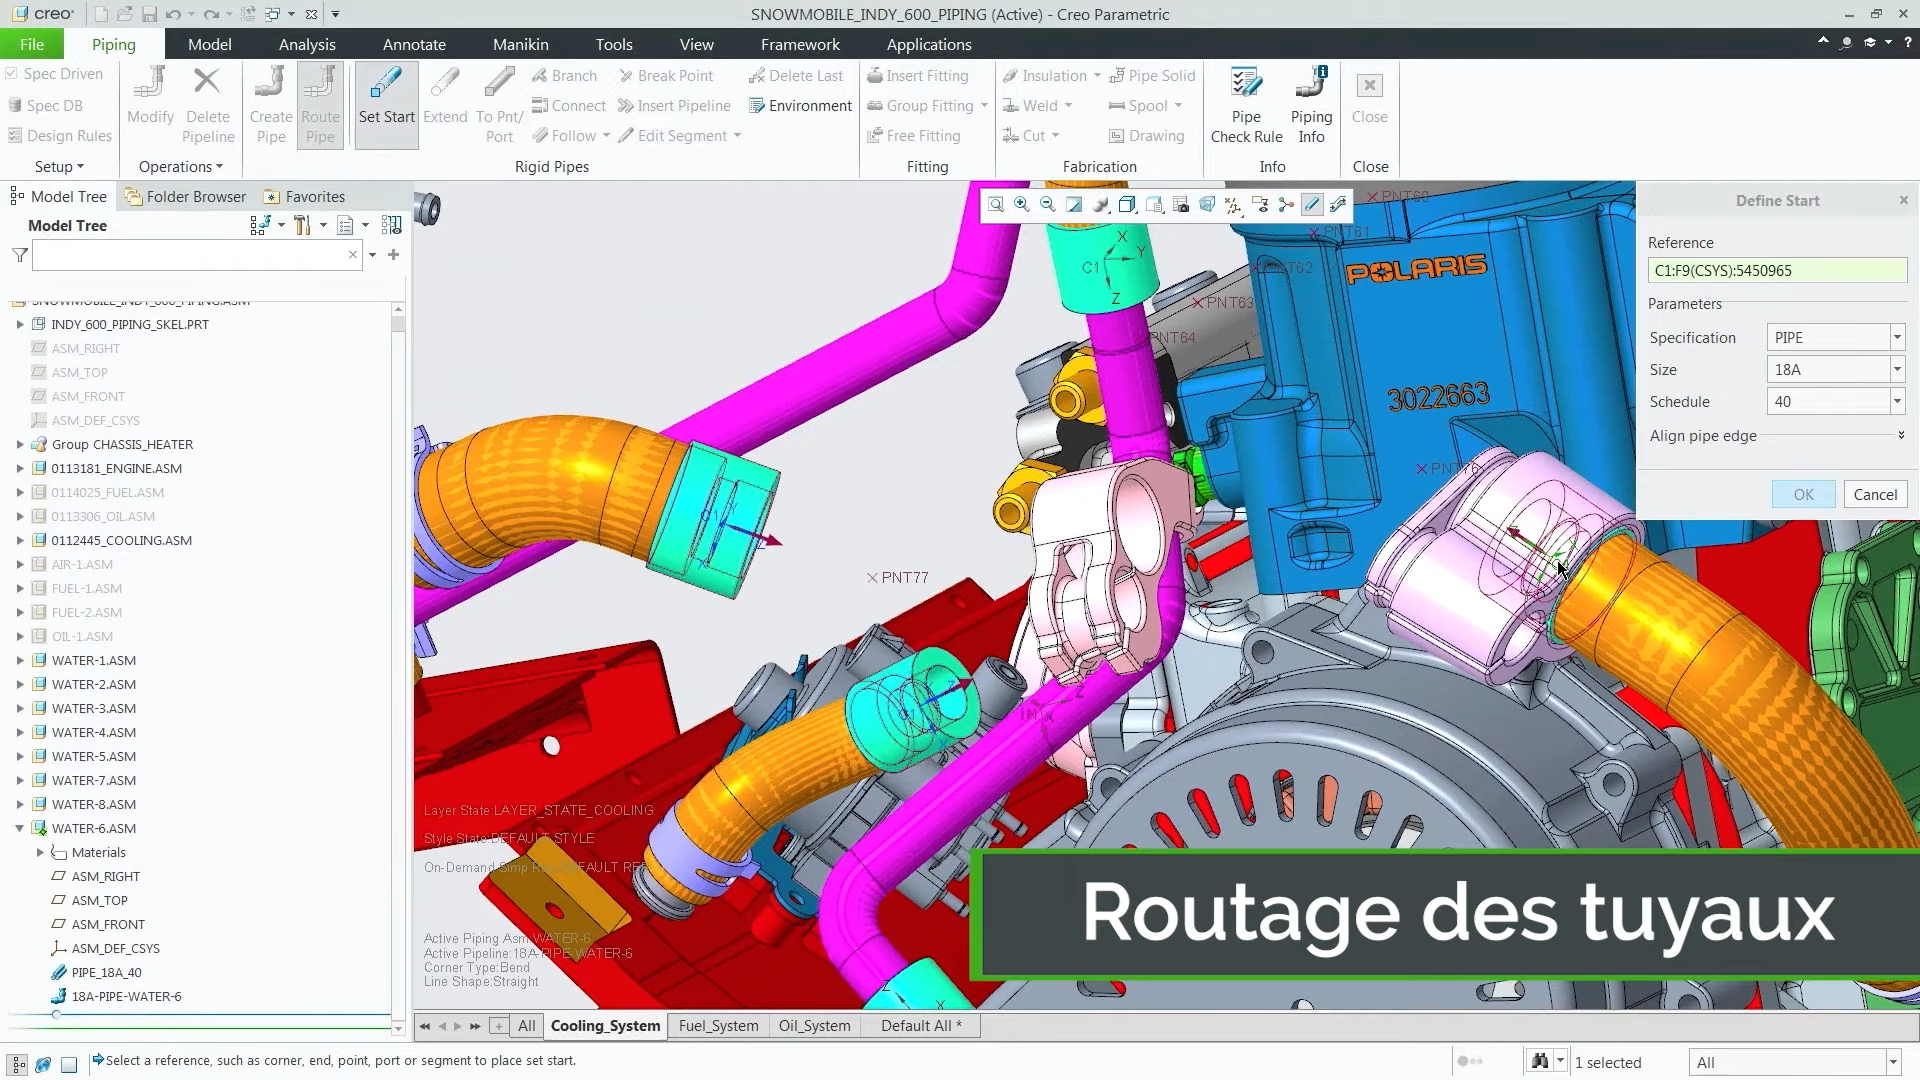 creo
SNOWMOBILE_INDY_600_PIPING (Active) - Creo Parametric
File
Piping
Model
Analysis
Annotate
Manikin
Tools
View
Framework
Applications
Spec Driven
Spec DB
Design Rules
Setup
Modify
Delete Pipeline
Operations
Create Pipe
Route Pipe
Set Start
Extend
To Pnt/ Port
Branch
Connect
Follow
Break Point
Insert Pipeline
Edit Segment
Delete Last
Environment
Rigid Pipes
Insert Fitting
Group Fitting
Free Fitting
Fitting
Insulation
Weld
Cut
Pipe Solid
Spool
Drawing
Fabrication
Pipe Check Rule
Piping Info
Info
Close
Close
Model Tree
Folder Browser
Favorites
Model Tree
SNOWMOBILE_INDY_600_PIPING.ASM
INDY_600_PIPING_SKEL.PRT
ASM_RIGHT
ASM_TOP
ASM_FRONT
ASM_DEF_CSYS
Group CHASSIS_HEATER
0113181_ENGINE.ASM
0114025_FUEL.ASM
0113306_OIL.ASM
0112445_COOLING.ASM
AIR-1.ASM
FUEL-1.ASM
FUEL-2.ASM
OIL-1.ASM
WATER-1.ASM
WATER-2.ASM
WATER-3.ASM
WATER-4.ASM
WATER-5.ASM
WATER-7.ASM
WATER-8.ASM
WATER-6.ASM
Materials
ASM_RIGHT
ASM_TOP
ASM_FRONT
ASM_DEF_CSYS
PIPE_18A_40
18A-PIPE-WATER-6
PNT60
PNT61
PNT63
PNT64
PNT77
C1
X
Y
Z
POLARIS
3022663
Define Start
Reference
C1:F9(CSYS):5450965
Parameters
Specification
PIPE
Size
18A
Schedule
40
Align pipe edge
OK
Cancel
Layer State:LAYER_STATE_COOLING
Style State:DEFAULT STYLE
Active Piping Asm:WATER-6
Active Pipeline:18A-PIPE-WATER-6
Corner Type:Bend
Line Shape:Straight
Routage des tuyaux
All
Cooling_System
Fuel_System
Oil_System
Default All *
Select a reference, such as corner, end, point, port or segment to place set start.
1 selected
All